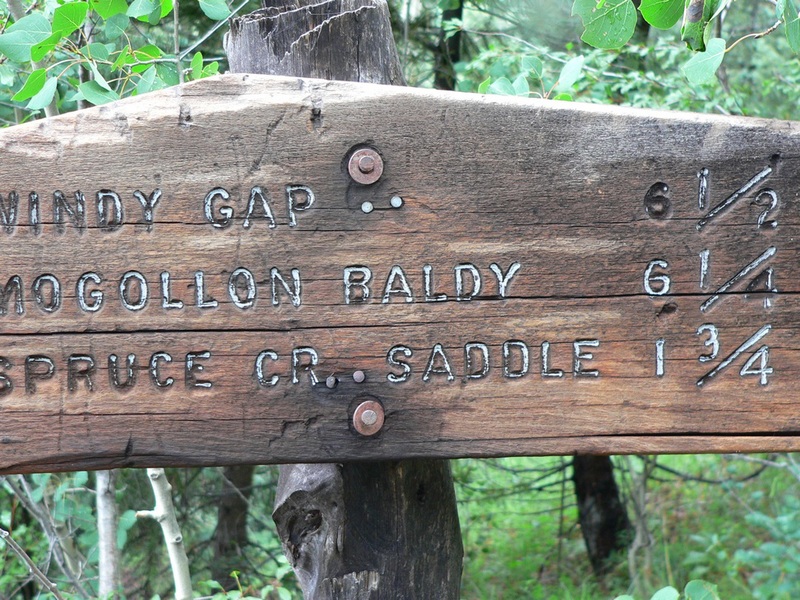 WINDY GAP 6 1/2
MOGOLLON BALDY 6 1/4
SPRUCE CR. SADDLE 1 3/4